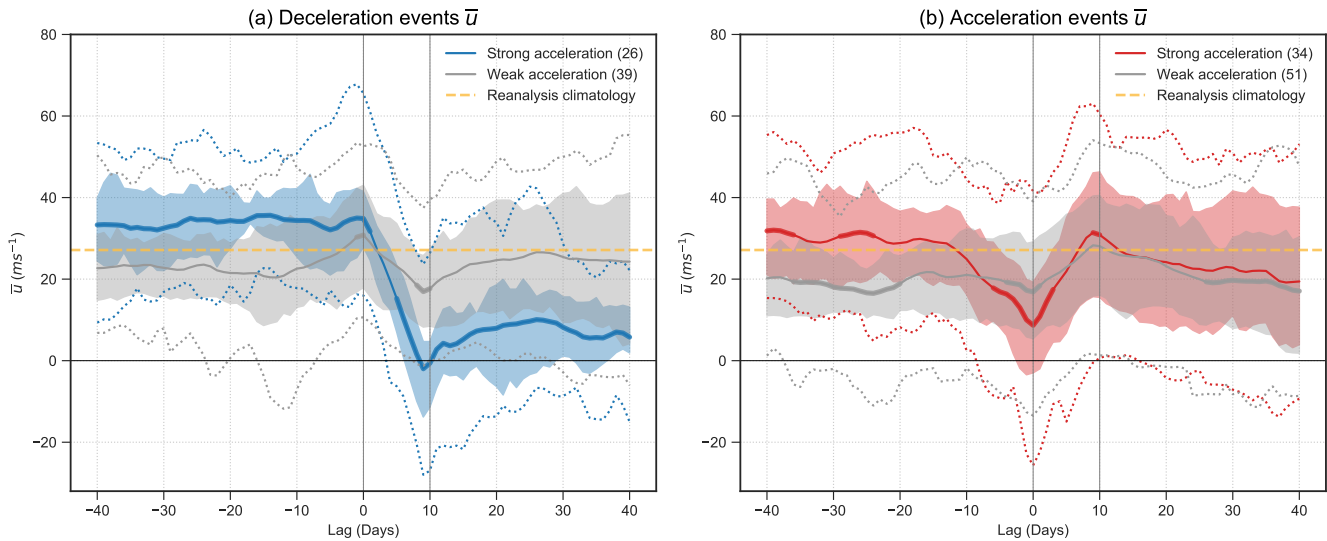 (a) Deceleration events u̅
80
60
40
20
0
−20
u̅ (ms⁻¹)
Strong acceleration (26)
Weak acceleration (39)
Reanalysis climatology
−40 −30 −20 −10 0 10 20 30 40
Lag (Days)
(b) Acceleration events u̅
80
60
40
20
0
−20
u̅ (ms⁻¹)
Strong acceleration (34)
Weak acceleration (51)
Reanalysis climatology
−40 −30 −20 −10 0 10 20 30 40
Lag (Days)